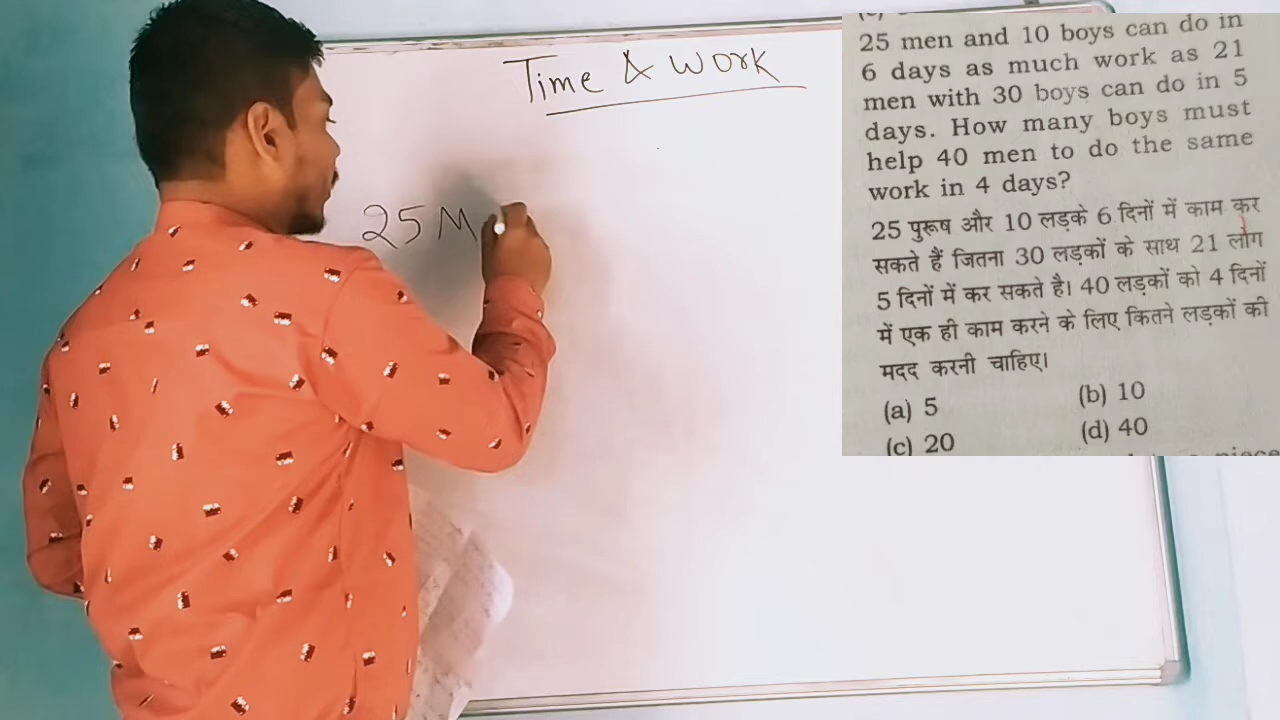 Time & Work
25 M
25 men and 10 boys can do in
6 days as much work as 21
men with 30 boys can do in 5
days. How many boys must
help 40 men to do the same
work in 4 days?
25 पुरूष और 10 लड़के 6 दिनों में काम कर
सकते हैं जितना 30 लड़कों के साथ 21 लोग
5 दिनों में कर सकते है। 40 लड़कों को 4 दिनों
में एक ही काम करने के लिए कितने लड़कों की
मदद करनी चाहिए।
(a) 5 (b) 10
(c) 20 (d) 40